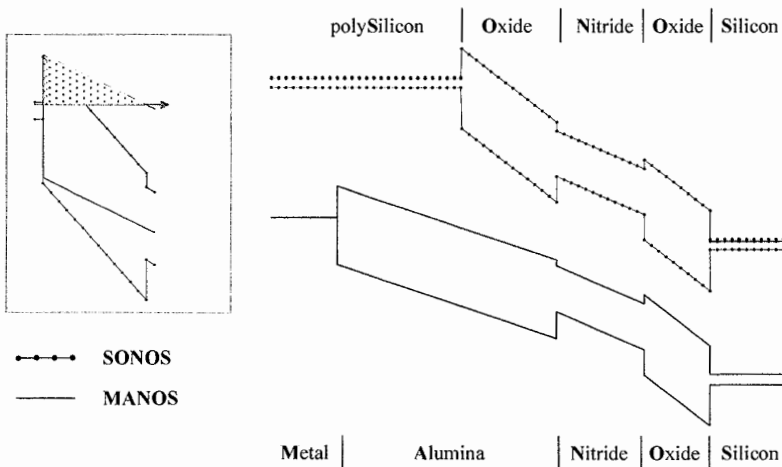 polySilicon | Oxide | Nitride | Oxide | Silicon
SONOS
MANOS
Metal | Alumina | Nitride | Oxide | Silicon